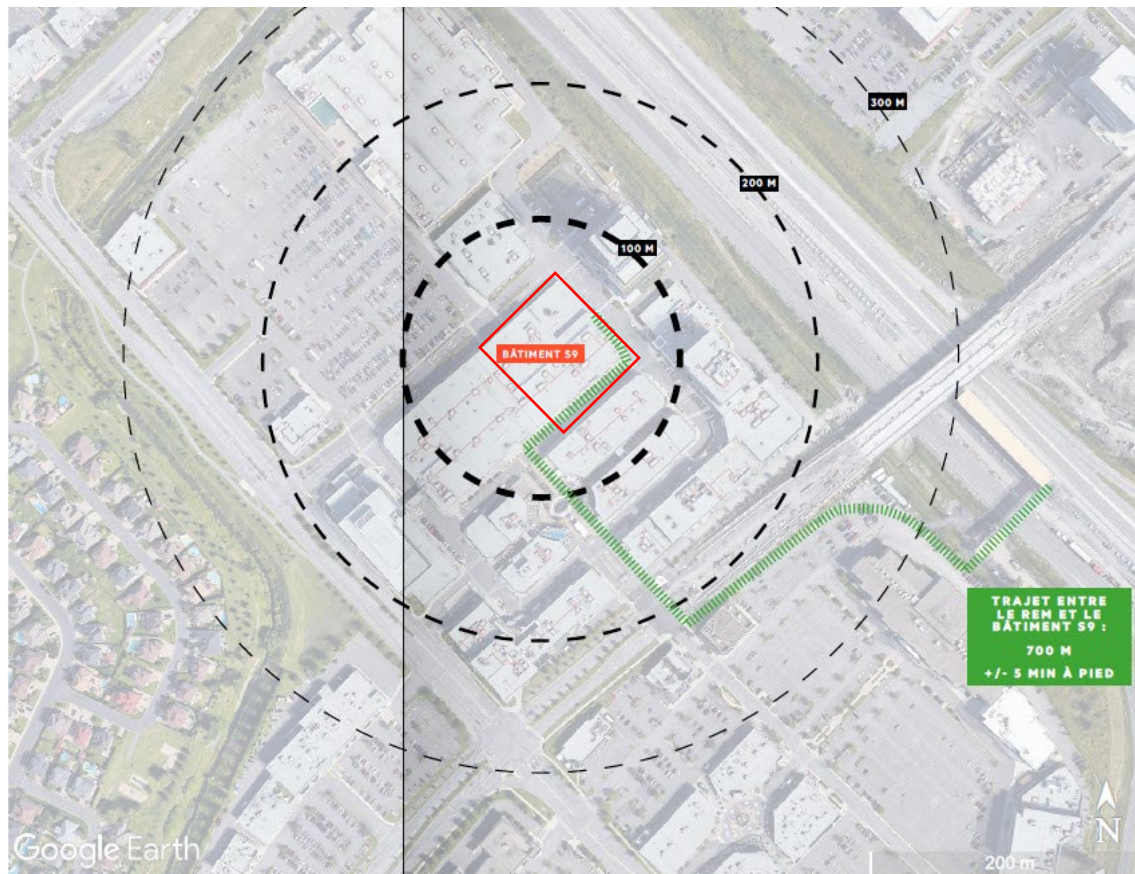 300 M
200 M
100 M
BÂTIMENT S9
TRAJET ENTRE
LE REM ET LE
BÂTIMENT S9 :
700 M
+/- 5 MIN À PIED
N
Google Earth
200 m